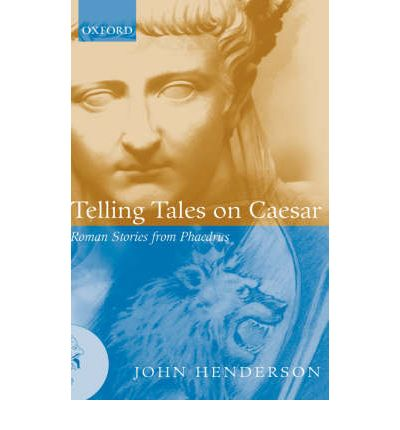 OXFORD
Telling Tales on Caesar
Roman Stories from Phaedrus
JOHN HENDERSON